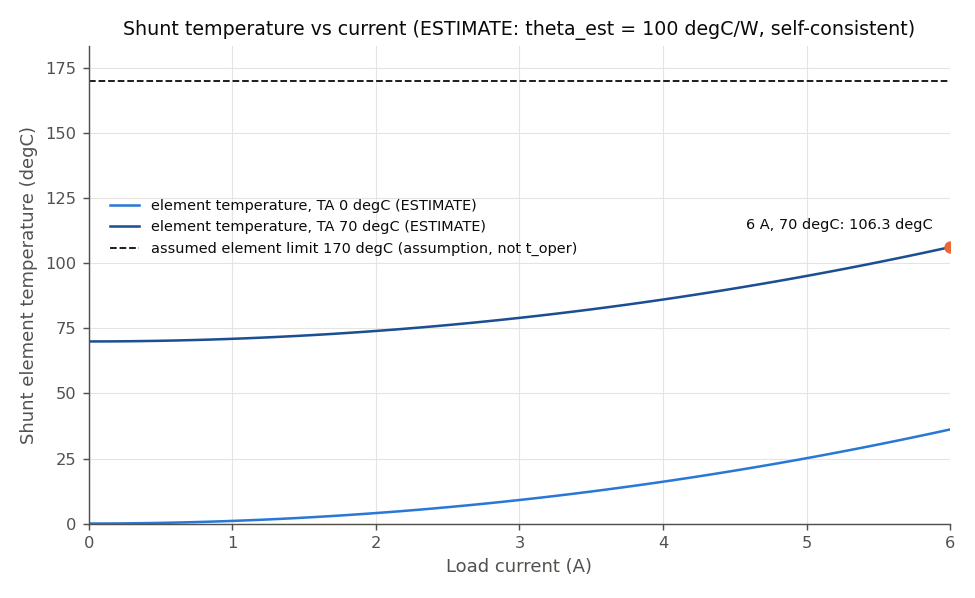 Shunt temperature vs current (ESTIMATE: theta_est = 100 degC/W, self-consistent)
Shunt element temperature (degC)
175
150
125
100
75
50
25
0
element temperature, TA 0 degC (ESTIMATE)
element temperature, TA 70 degC (ESTIMATE)
assumed element limit 170 degC (assumption, not t_oper)
6 A, 70 degC: 106.3 degC
0 1 2 3 4 5 6
Load current (A)